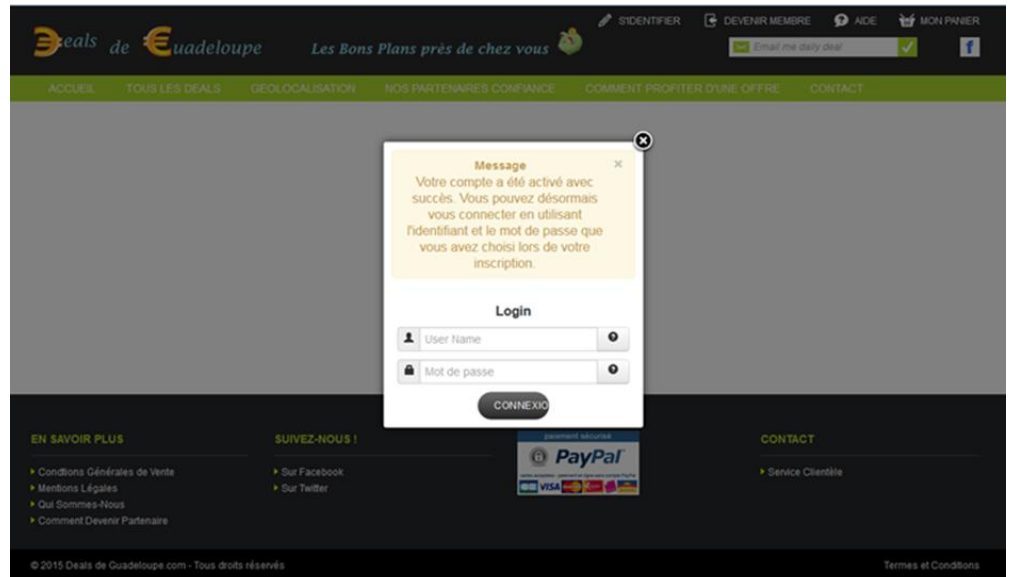 S'IDENTIFIER DEVENIR MEMBRE AIDE MON PANIER
Deals de Guadeloupe Les Bons Plans près de chez vous
Email me daily deal
ACCUEIL TOUS LES DEALS GEOLOCALISATION NOS PARTENAIRES CONFIANCE COMMENT PROFITER D'UNE OFFRE CONTACT
Message
Votre compte a été activé avec
succès. Vous pouvez désormais
vous connecter en utilisant
l'identifiant et le mot de passe que
vous avez choisi lors de votre
inscription.
Login
User Name
Mot de passe
CONNEXIO
EN SAVOIR PLUS
Condtions Générales de Vente
Mentions Légales
Qui Sommes-Nous
Comment Devenir Partenaire
SUIVEZ-NOUS !
Sur Facebook
Sur Twitter
paiement sécurisé
PayPal
VISA
CONTACT
Service Clientèle
© 2015 Deals de Guadeloupe.com - Tous droits réservés
Termes et Conditions